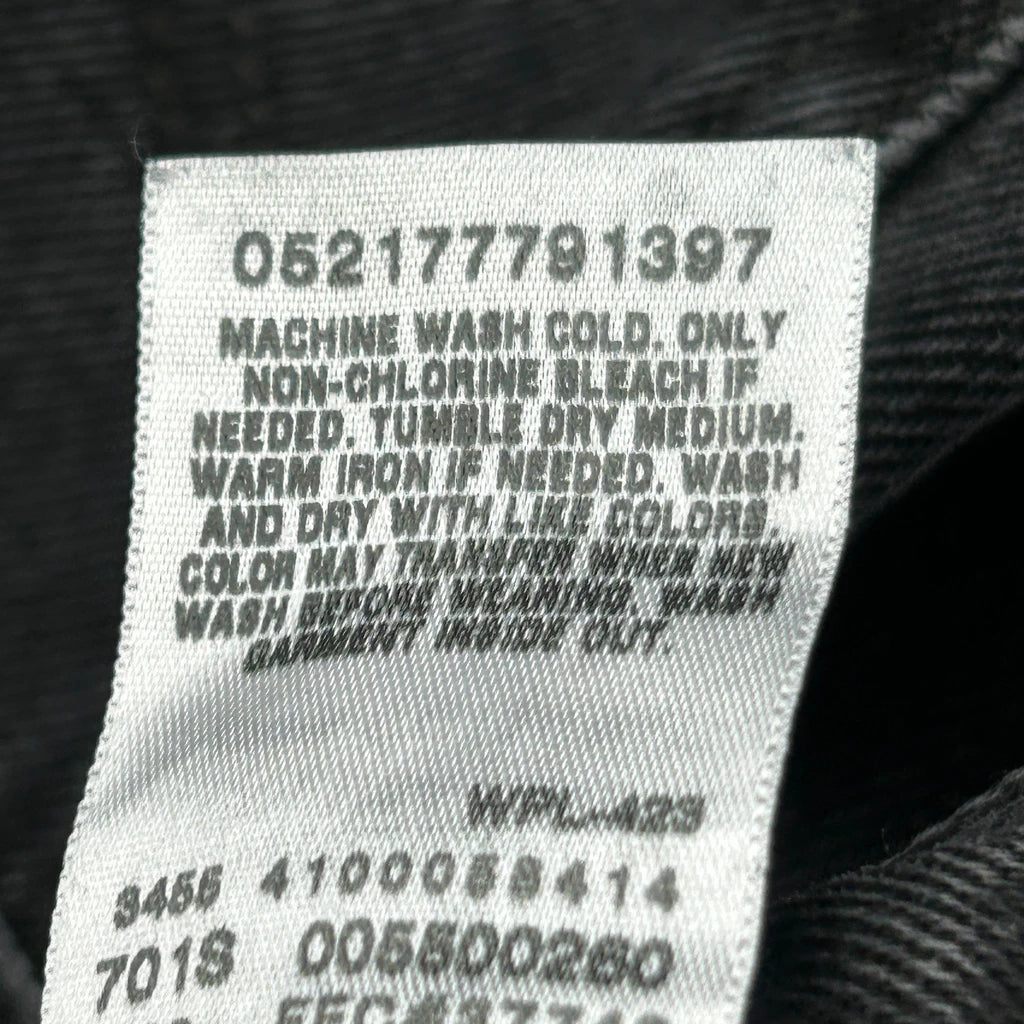 052177791397
MACHINE WASH COLD. ONLY
NON-CHLORINE BLEACH IF
NEEDED. TUMBLE DRY MEDIUM.
WARM IRON IF NEEDED. WASH
AND DRY WITH LIKE COLORS.
COLOR MAY TRANSFER WHEN NEW
WASH BEFORE WEARING. WASH
GARMENT INSIDE OUT.
WPL-423
4100058414
701S 005500260